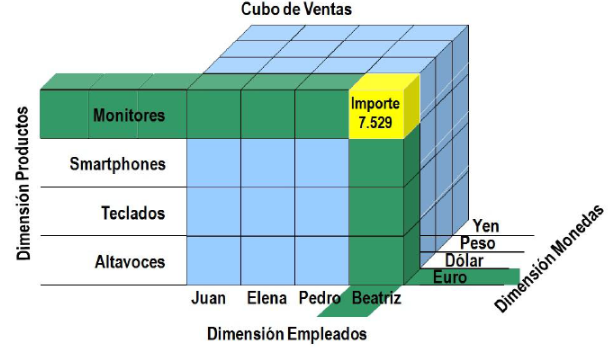 Cubo de Ventas
Dimensión Productos
Monitores
Importe
7.529
Smartphones
Teclados
Altavoces
Yen
Peso
Dólar
Euro
Dimensión Monedas
Juan Elena Pedro Beatriz
Dimensión Empleados